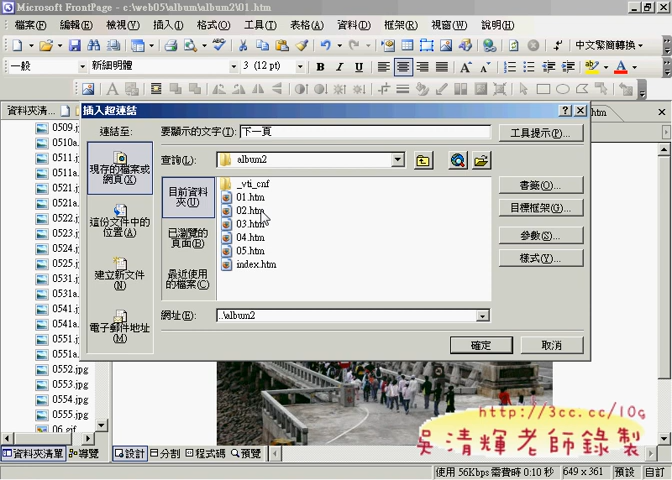 Microsoft FrontPage - c:\web05\album\album2\01.htm
檔案(F) 編輯(E) 檢視(V) 插入(I) 格式(O) 工具(T) 表格(A) 資料(D) 框架(R) 視窗(W) 說明(H)
中文繁簡轉換
一般 新細明體 3 (12 pt) B I U A
資料夾清 htm
0509.j
0510a.
0520.j
0522.j
0523.j
0524.j
0525.j
0531.j
0531a.
0541.j
0541a.
0551.j
0551a.
0552.jpg
0553.jpg
0554.jpg
0555.jpg
06.gif
插入超連結
連結至: 要顯示的文字(T): 下一頁 工具提示(P)...
查詢(L): album2
現存的檔案或網頁(X)
這份文件中的位置(A)
建立新文件(N)
電子郵件地址(M)
目前資料夾(U)
已瀏覽的頁面(B)
最近使用的檔案(C)
_vti_cnf
01.htm
02.htm
03.htm
04.htm
05.htm
index.htm
書籤(O)...
目標框架(G)...
參數(S)...
樣式(Y)...
網址(E): ..\album2
確定 取消
http://3cc.cc/10g
吳清輝老師錄製
資料夾清單 導覽 設計 分割 程式碼 預覽
使用 56Kbps 需費時 0:10 秒 649 x 361 預設 自訂